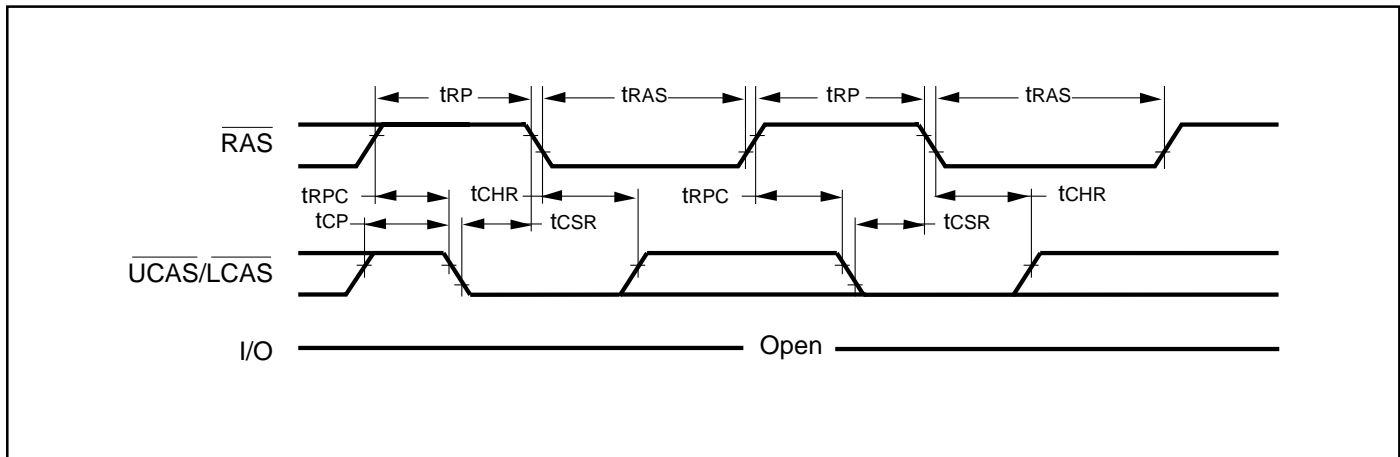 tRP tRAS tRP tRAS
RAS
tRPC tCHR tRPC tCHR
tCP tCSR tCSR
UCAS/LCAS
I/O Open